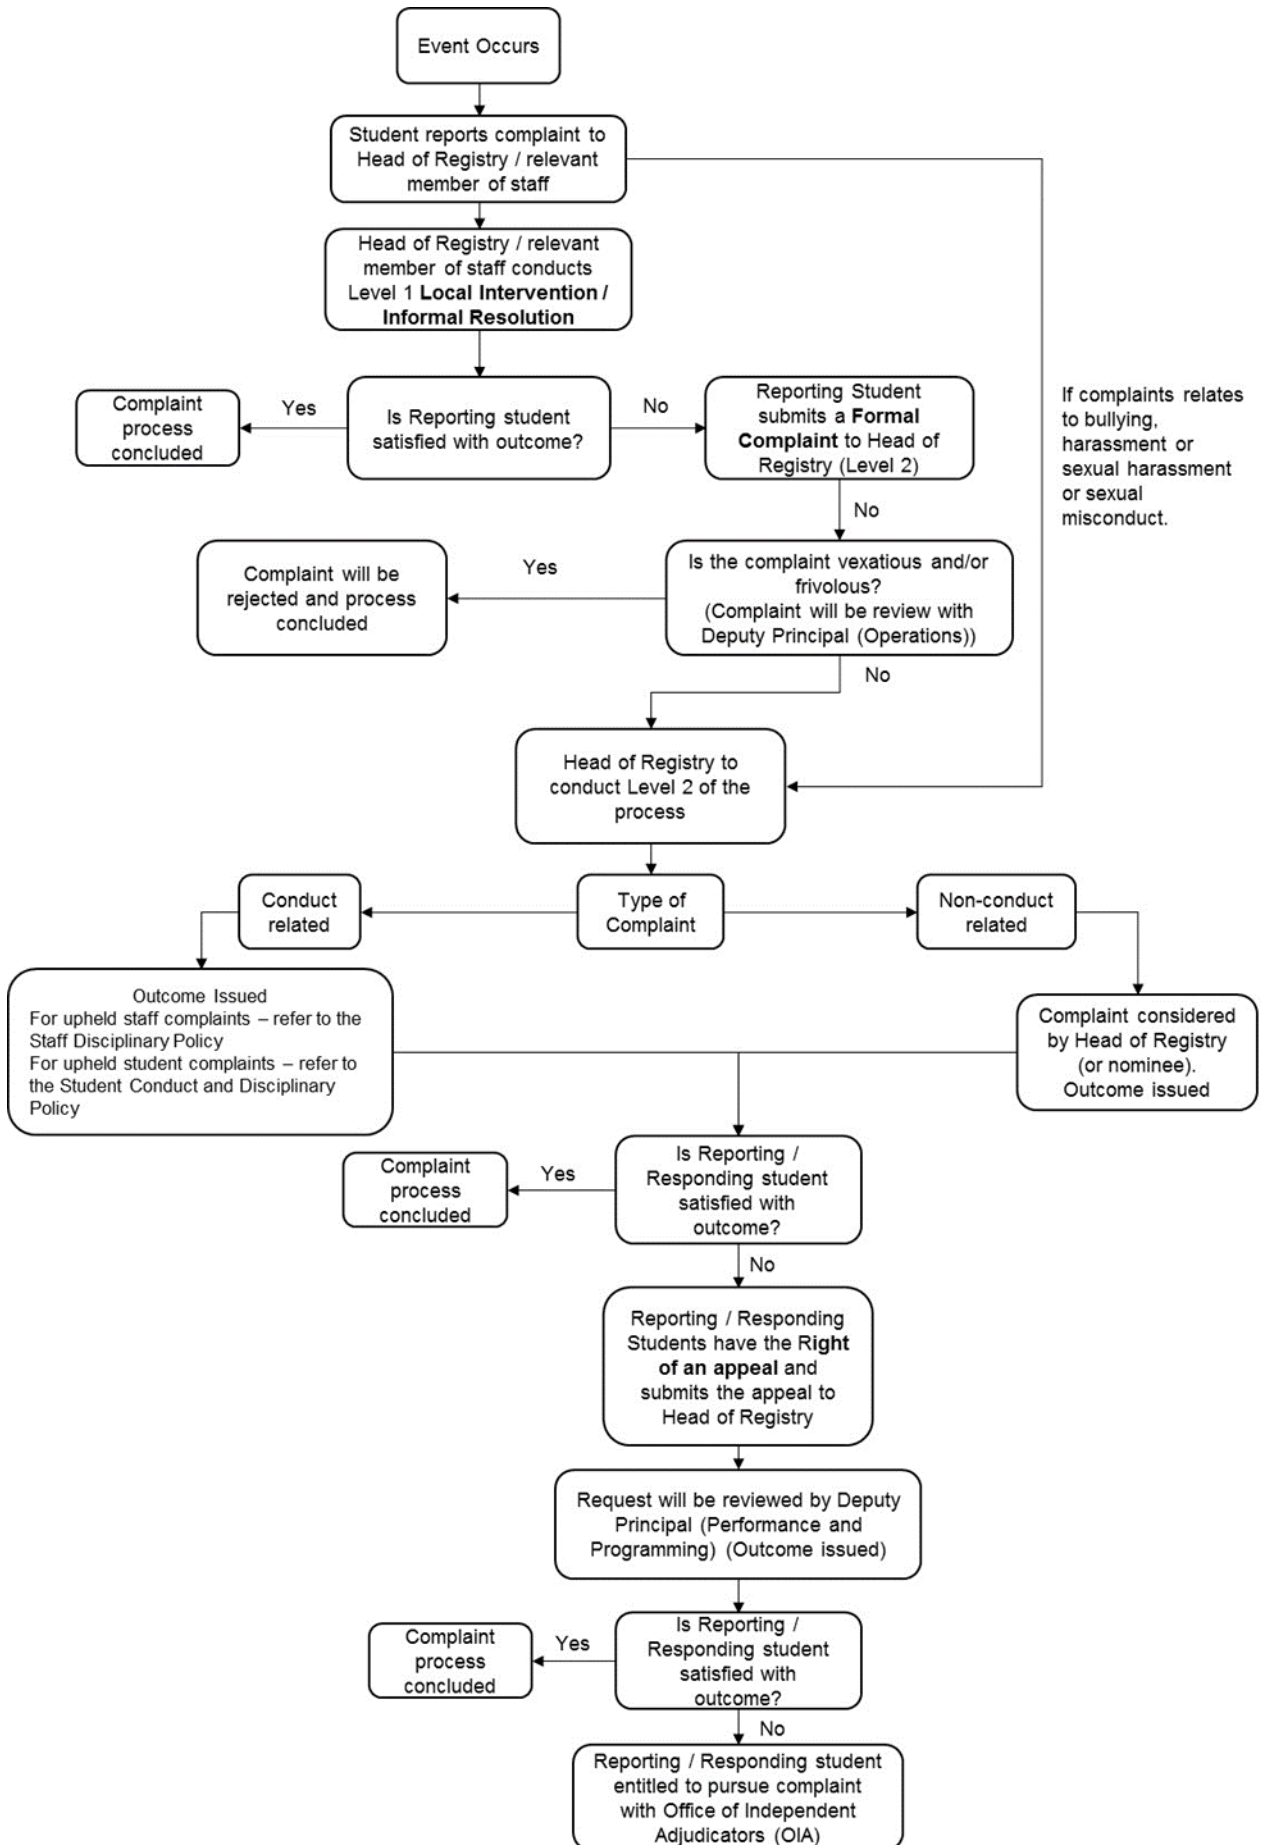 Event Occurs
Student reports complaint to
Head of Registry / relevant
member of staff
Head of Registry / relevant
member of staff conducts
Level 1 Local Intervention /
Informal Resolution
Is Reporting student
satisfied with outcome?
Yes
Complaint
process
concluded
No
Reporting Student
submits a Formal
Complaint to Head of
Registry (Level 2)
If complaints relates
to bullying,
harassment or
sexual harassment
or sexual
misconduct.
No
Is the complaint vexatious and/or
frivolous?
(Complaint will be review with
Deputy Principal (Operations))
Yes
Complaint will be
rejected and process
concluded
No
Head of Registry to
conduct Level 2 of the
process
Type of
Complaint
Conduct
related
Non-conduct
related
Outcome Issued
For upheld staff complaints – refer to the
Staff Disciplinary Policy
For upheld student complaints – refer to
the Student Conduct and Disciplinary
Policy
Complaint considered
by Head of Registry
(or nominee).
Outcome issued
Is Reporting /
Responding student
satisfied with
outcome?
Yes
Complaint
process
concluded
No
Reporting / Responding
Students have the Right
of an appeal and
submits the appeal to
Head of Registry
Request will be reviewed by Deputy
Principal (Performance and
Programming) (Outcome issued)
Is Reporting /
Responding student
satisfied with
outcome?
Yes
Complaint
process
concluded
No
Reporting / Responding student
entitled to pursue complaint
with Office of Independent
Adjudicators (OIA)